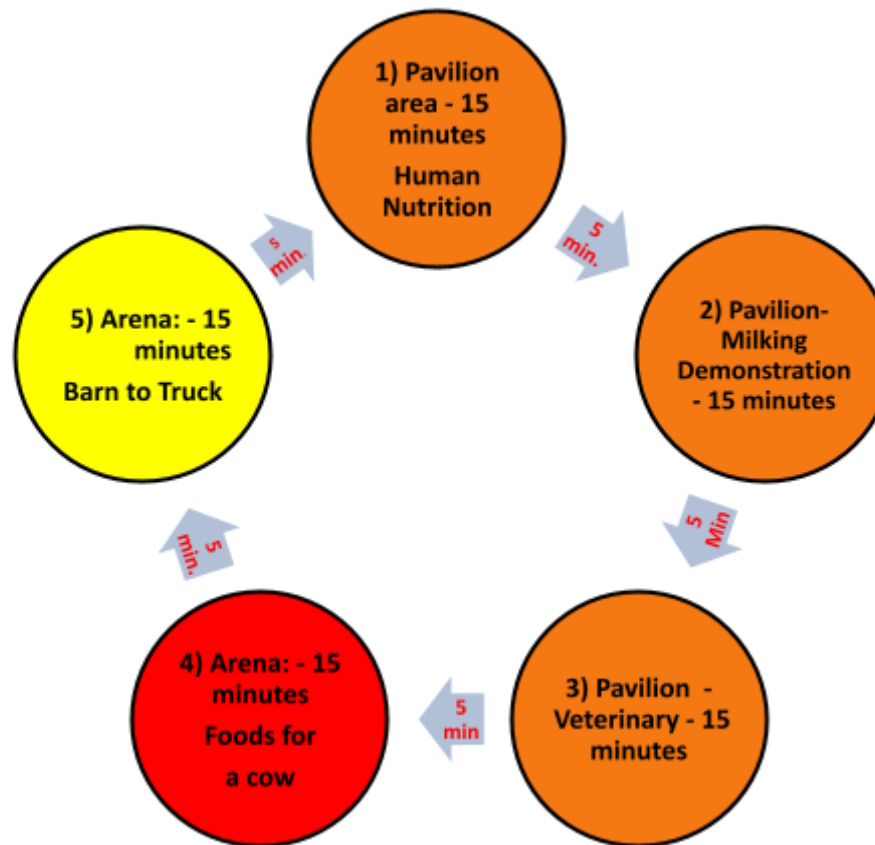 1) Pavilion
area - 15
minutes
Human
Nutrition
5
min.
2) Pavilion-
Milking
Demonstration
- 15 minutes
5
Min
3) Pavilion -
Veterinary - 15
minutes
5
min
4) Arena: - 15
minutes
Foods for
a cow
5
min.
5) Arena: - 15
minutes
Barn to Truck
5
min.